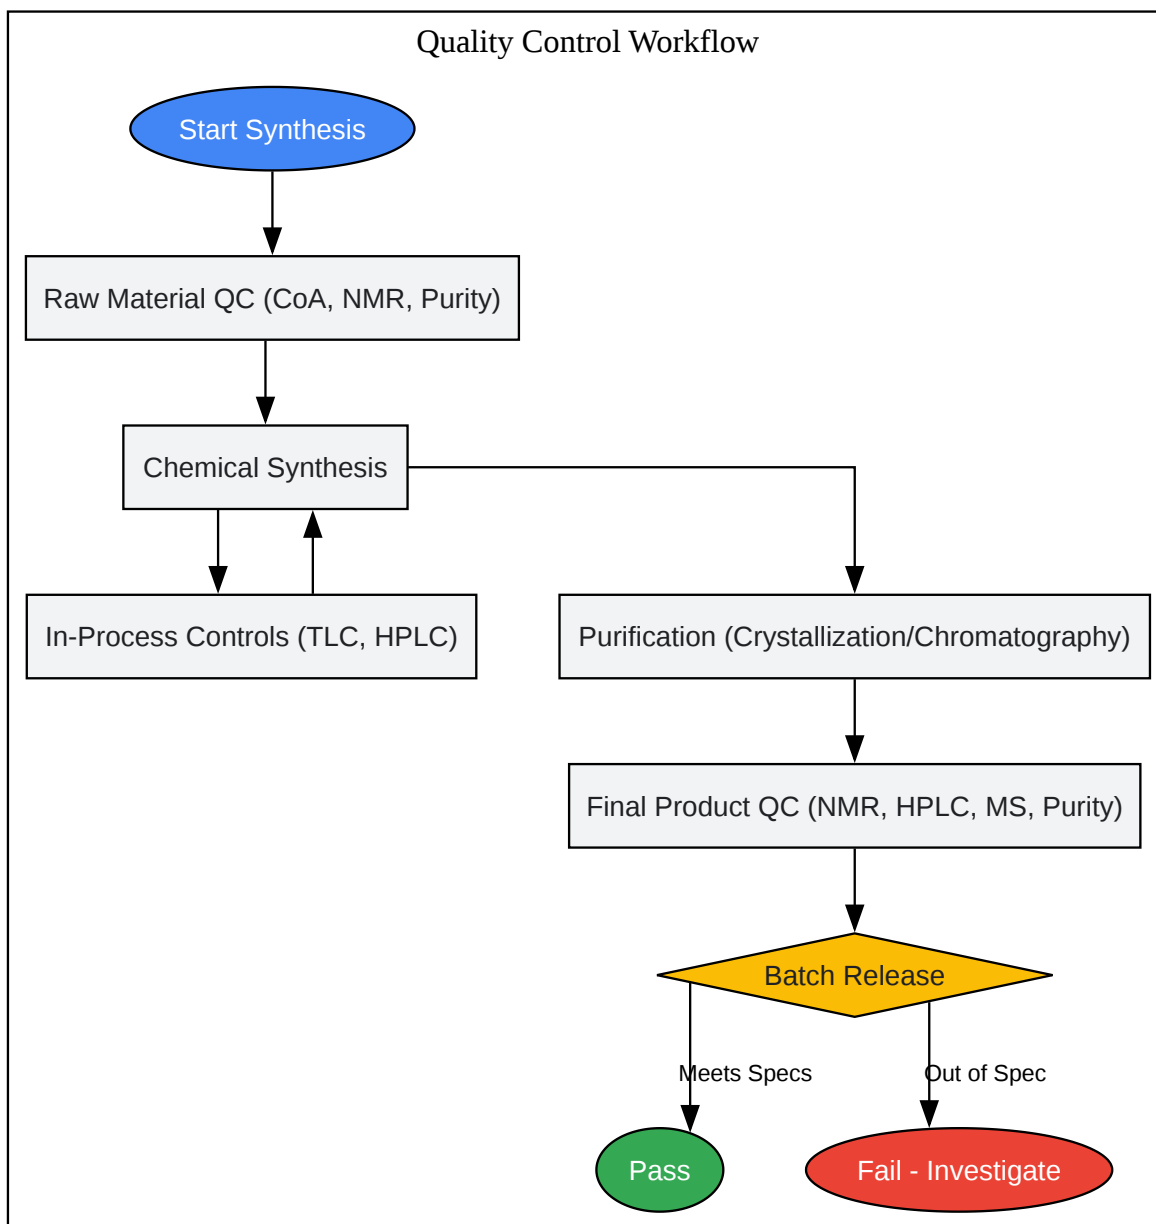 Quality Control Workflow
Start Synthesis
Raw Material QC (CoA, NMR, Purity)
Chemical Synthesis
In-Process Controls (TLC, HPLC)
Purification (Crystallization/Chromatography)
Final Product QC (NMR, HPLC, MS, Purity)
Batch Release
Meets Specs
Out of Spec
Pass
Fail - Investigate